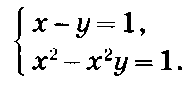 x - y = 1,
x² - x²y = 1.